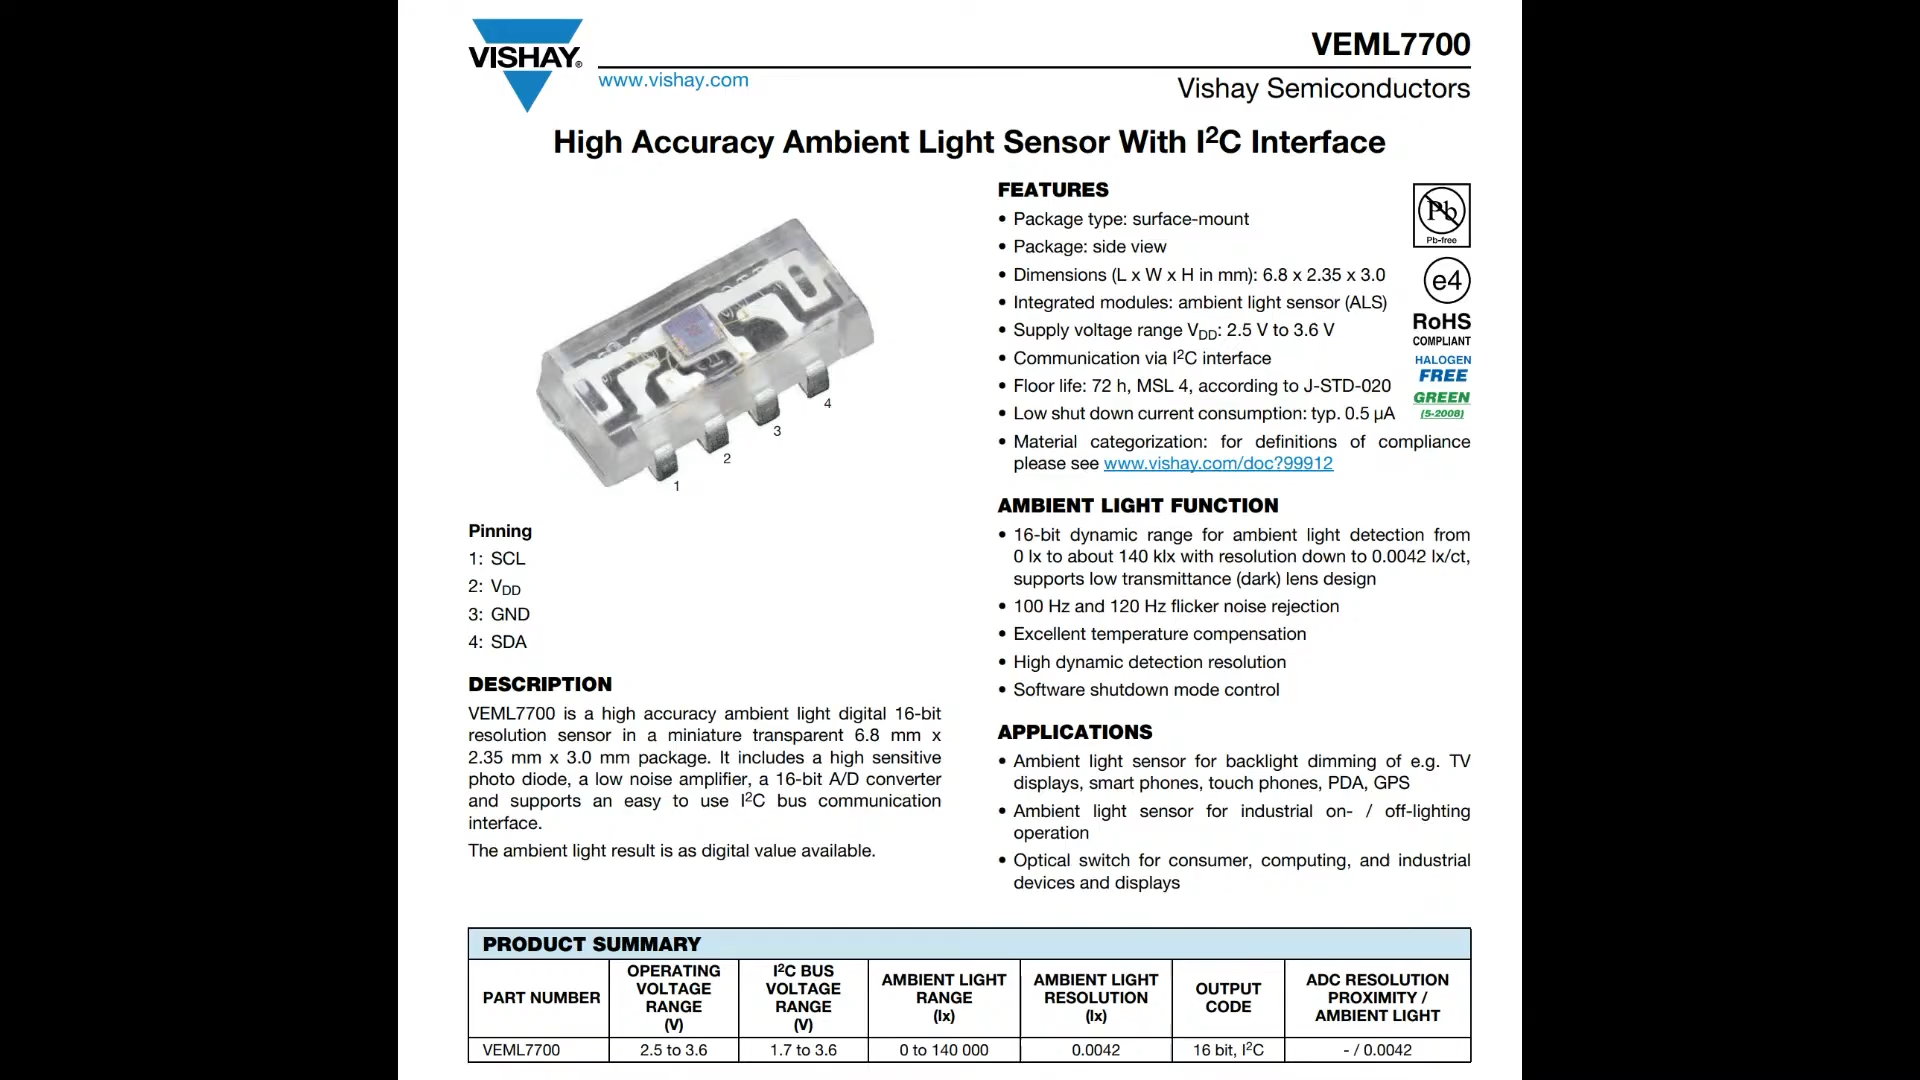 VISHAY®
www.vishay.com
VEML7700
Vishay Semiconductors
High Accuracy Ambient Light Sensor With I²C Interface
1
2
3
4
Pinning
1: SCL
2: VDD
3: GND
4: SDA
DESCRIPTION
VEML7700 is a high accuracy ambient light digital 16-bit
resolution sensor in a miniature transparent 6.8 mm x
2.35 mm x 3.0 mm package. It includes a high sensitive
photo diode, a low noise amplifier, a 16-bit A/D converter
and supports an easy to use I²C bus communication
interface.
The ambient light result is as digital value available.
FEATURES
• Package type: surface-mount
• Package: side view
• Dimensions (L x W x H in mm): 6.8 x 2.35 x 3.0
• Integrated modules: ambient light sensor (ALS)
• Supply voltage range VDD: 2.5 V to 3.6 V
• Communication via I²C interface
• Floor life: 72 h, MSL 4, according to J-STD-020
• Low shut down current consumption: typ. 0.5 μA
• Material categorization: for definitions of compliance
please see www.vishay.com/doc?99912
Pb
Pb-free
e4
RoHS
COMPLIANT
HALOGEN
FREE
GREEN
(5-2008)
AMBIENT LIGHT FUNCTION
• 16-bit dynamic range for ambient light detection from
0 lx to about 140 klx with resolution down to 0.0042 lx/ct,
supports low transmittance (dark) lens design
• 100 Hz and 120 Hz flicker noise rejection
• Excellent temperature compensation
• High dynamic detection resolution
• Software shutdown mode control
APPLICATIONS
• Ambient light sensor for backlight dimming of e.g. TV
displays, smart phones, touch phones, PDA, GPS
• Ambient light sensor for industrial on- / off-lighting
operation
• Optical switch for consumer, computing, and industrial
devices and displays
PRODUCT SUMMARY
PART NUMBER
OPERATING
VOLTAGE
RANGE
(V)
I²C BUS
VOLTAGE
RANGE
(V)
AMBIENT LIGHT
RANGE
(lx)
AMBIENT LIGHT
RESOLUTION
(lx)
OUTPUT
CODE
ADC RESOLUTION
PROXIMITY /
AMBIENT LIGHT
VEML7700 2.5 to 3.6 1.7 to 3.6 0 to 140 000 0.0042 16 bit, I²C - / 0.0042